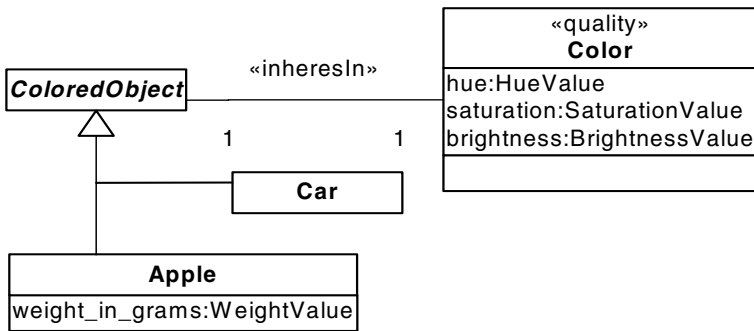 «quality»
Color
«inheresIn»
ColoredObject
hue:HueValue
saturation:SaturationValue
brightness:BrightnessValue
1
1
Car
Apple
weight_in_grams:WeightValue